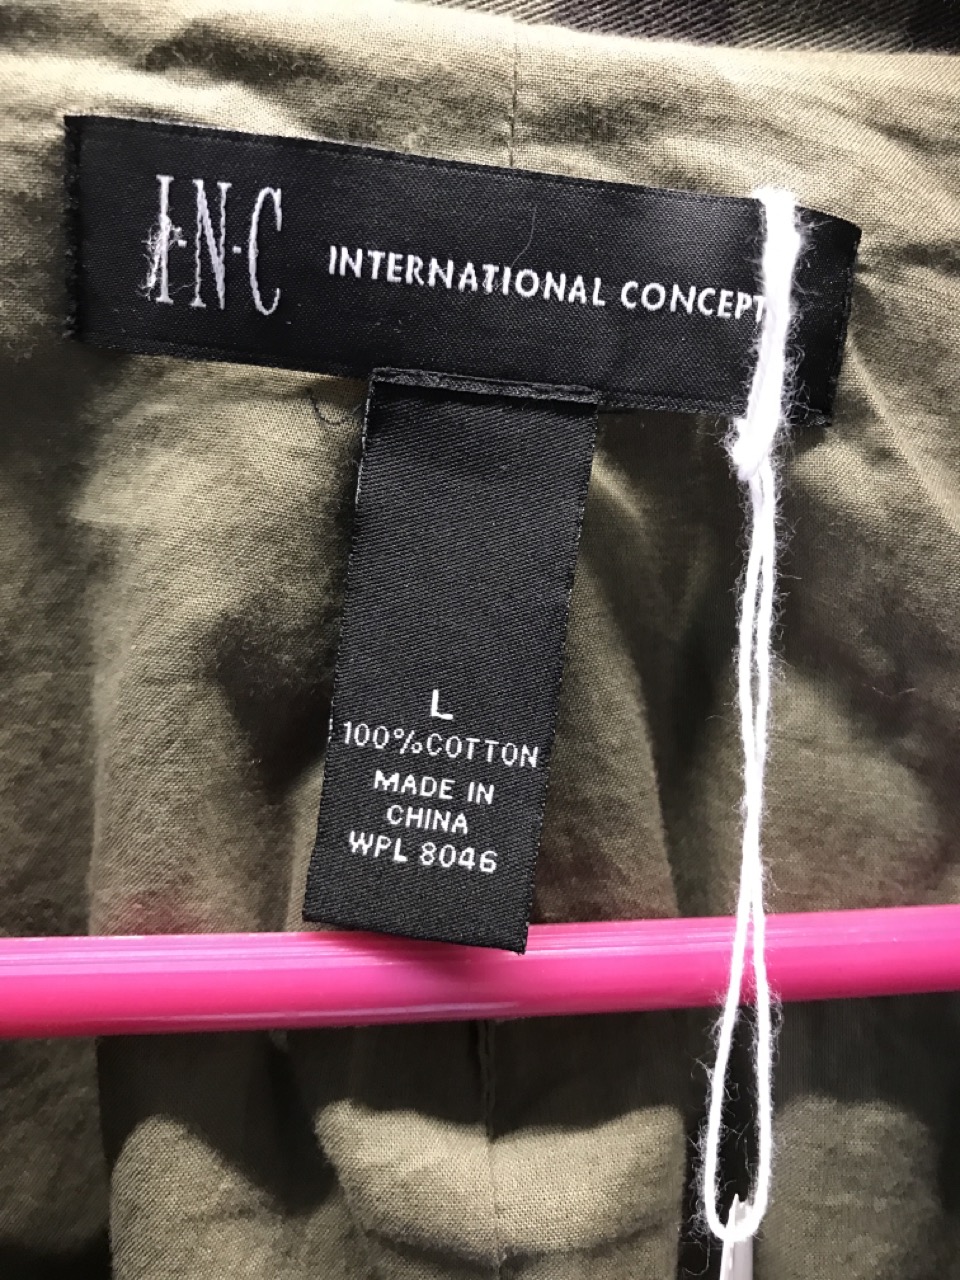 I·N·C INTERNATIONAL CONCEPT
L
100%COTTON
MADE IN
CHINA
WPL 8046